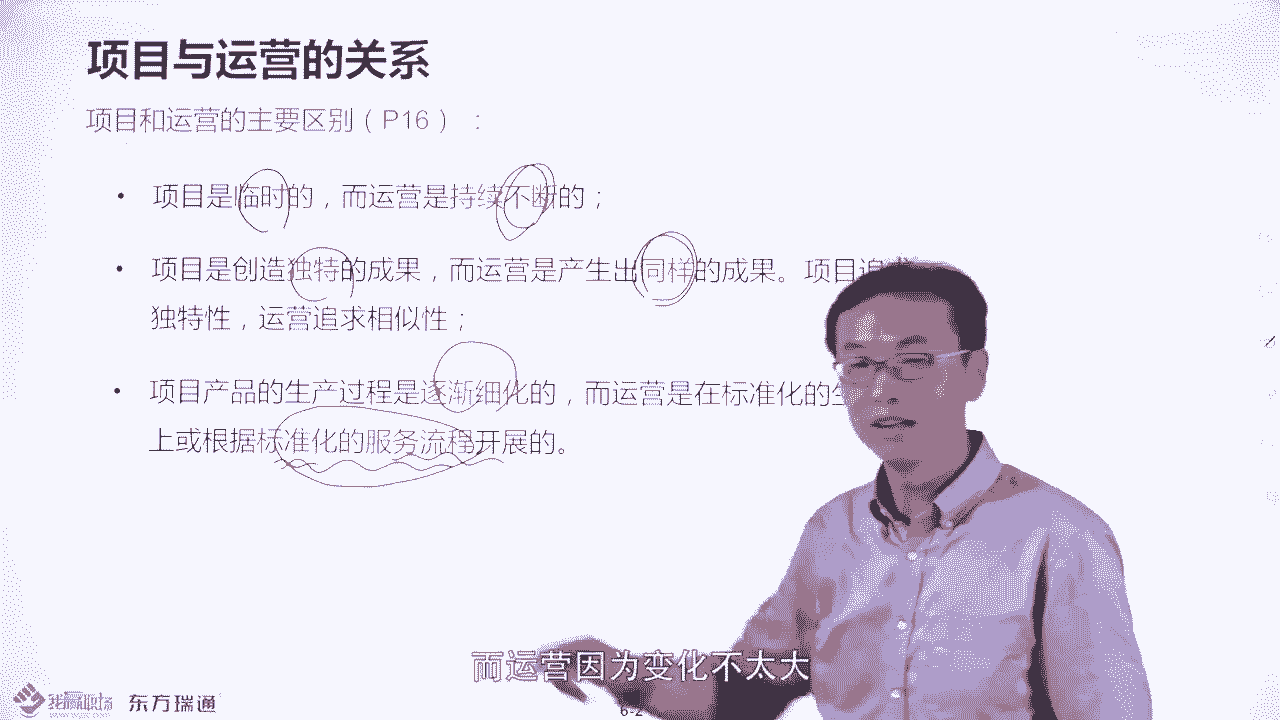 项目与运营的关系
项目和运营的主要区别（P16）：
• 项目是临时的，而运营是持续不断的；
• 项目是创造独特的成果，而运营是产生出同样的成果。项目追求
独特性，运营追求相似性；
• 项目产品的生产过程是逐渐细化的，而运营是在标准化的生
上或根据标准化的服务流程开展的。
而运营因为变化不太大
6-2
东方瑞通